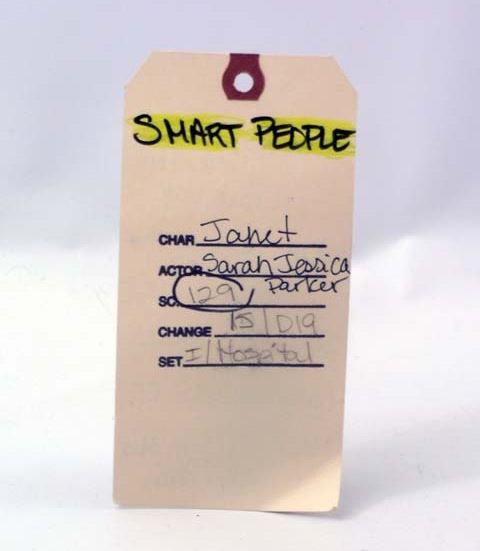 SMART PEOPLE
CHAR Janet
ACTOR Sarah Jessica
Parker
SC. 129
CHANGE 15/D19
SET I/Hospital